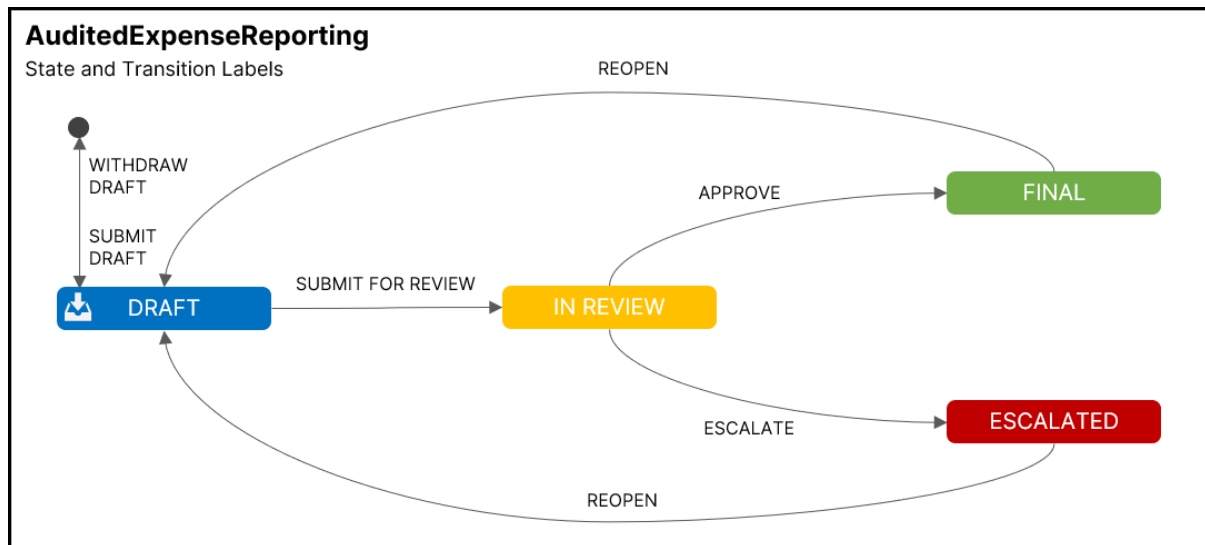 AuditedExpenseReporting
State and Transition Labels
REOPEN
WITHDRAW
DRAFT
APPROVE
FINAL
SUBMIT
DRAFT
SUBMIT FOR REVIEW
DRAFT
IN REVIEW
ESCALATE
ESCALATED
REOPEN